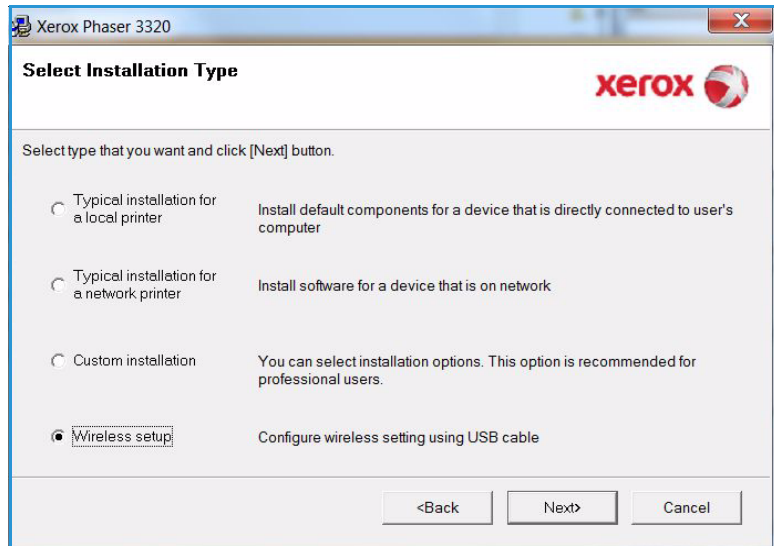 Xerox Phaser 3320
X
Select Installation Type
xerox
Select type that you want and click [Next] button.
Typical installation for
a local printer
Install default components for a device that is directly connected to user's
computer
Typical installation for
a network printer
Install software for a device that is on network
Custom installation
You can select installation options. This option is recommended for
professional users.
Wireless setup
Configure wireless setting using USB cable
<Back
Next>
Cancel